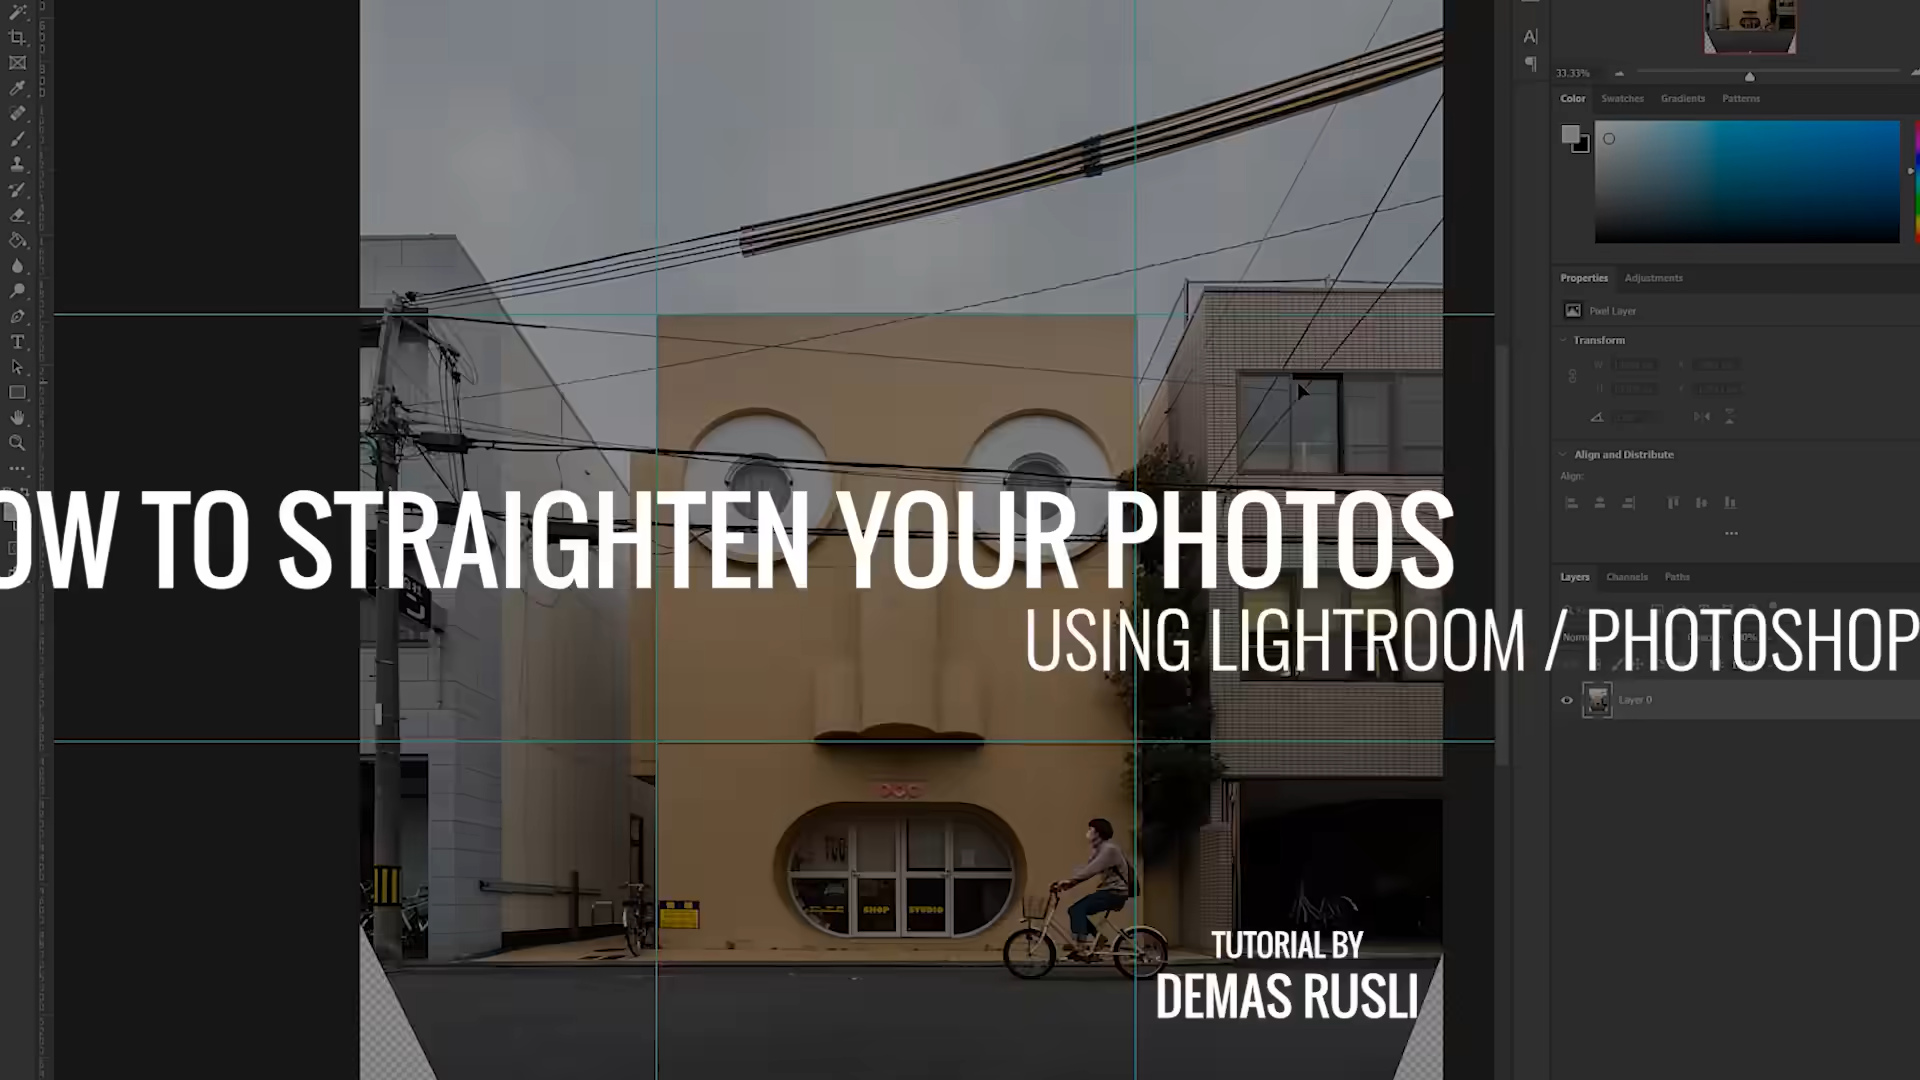 A|
33.33%
Color Swatches Gradients Patterns
Properties Adjustments
Pixel Layer
Transform
Align and Distribute
Align:
OW TO STRAIGHTEN YOUR PHOTOS
Layers Channels Paths
USING LIGHTROOM / PHOTOSHOP
Layer 0
SHOP STUDIO
TUTORIAL BY
DEMAS RUSLI